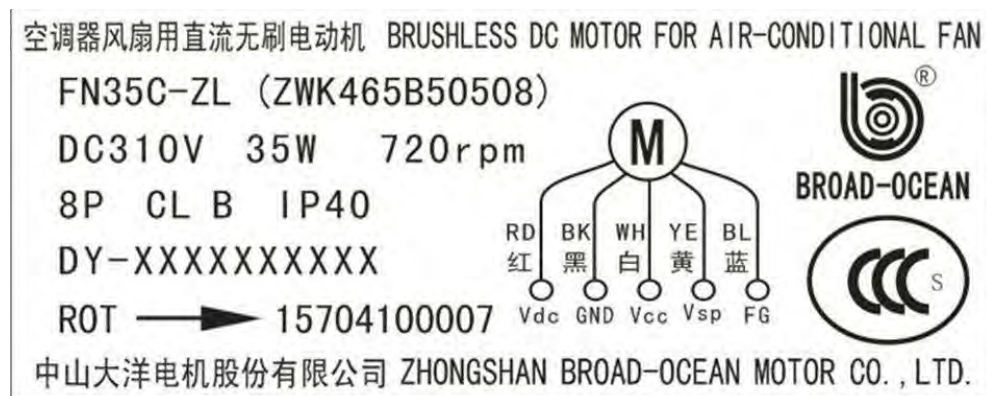 空调器风扇用直流无刷电动机 BRUSHLESS DC MOTOR FOR AIR-CONDITIONAL FAN
FN35C-ZL (ZWK465B50508)
DC310V 35W 720rpm
8P CL B IP40
DY-XXXXXXXXXX
ROT 15704100007
M
RD BK WH YE BL
红 黑 白 黄 蓝
Vdc GND Vcc Vsp FG
®
BROAD-OCEAN
CCC S
中山大洋电机股份有限公司 ZHONGSHAN BROAD-OCEAN MOTOR CO.,LTD.